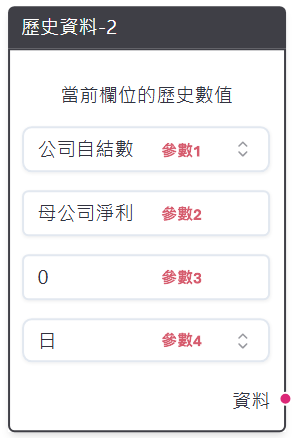 歷史資料-2
當前欄位的歷史數值
公司自結數 參數1
母公司淨利 參數2
0 參數3
日 參數4
資料